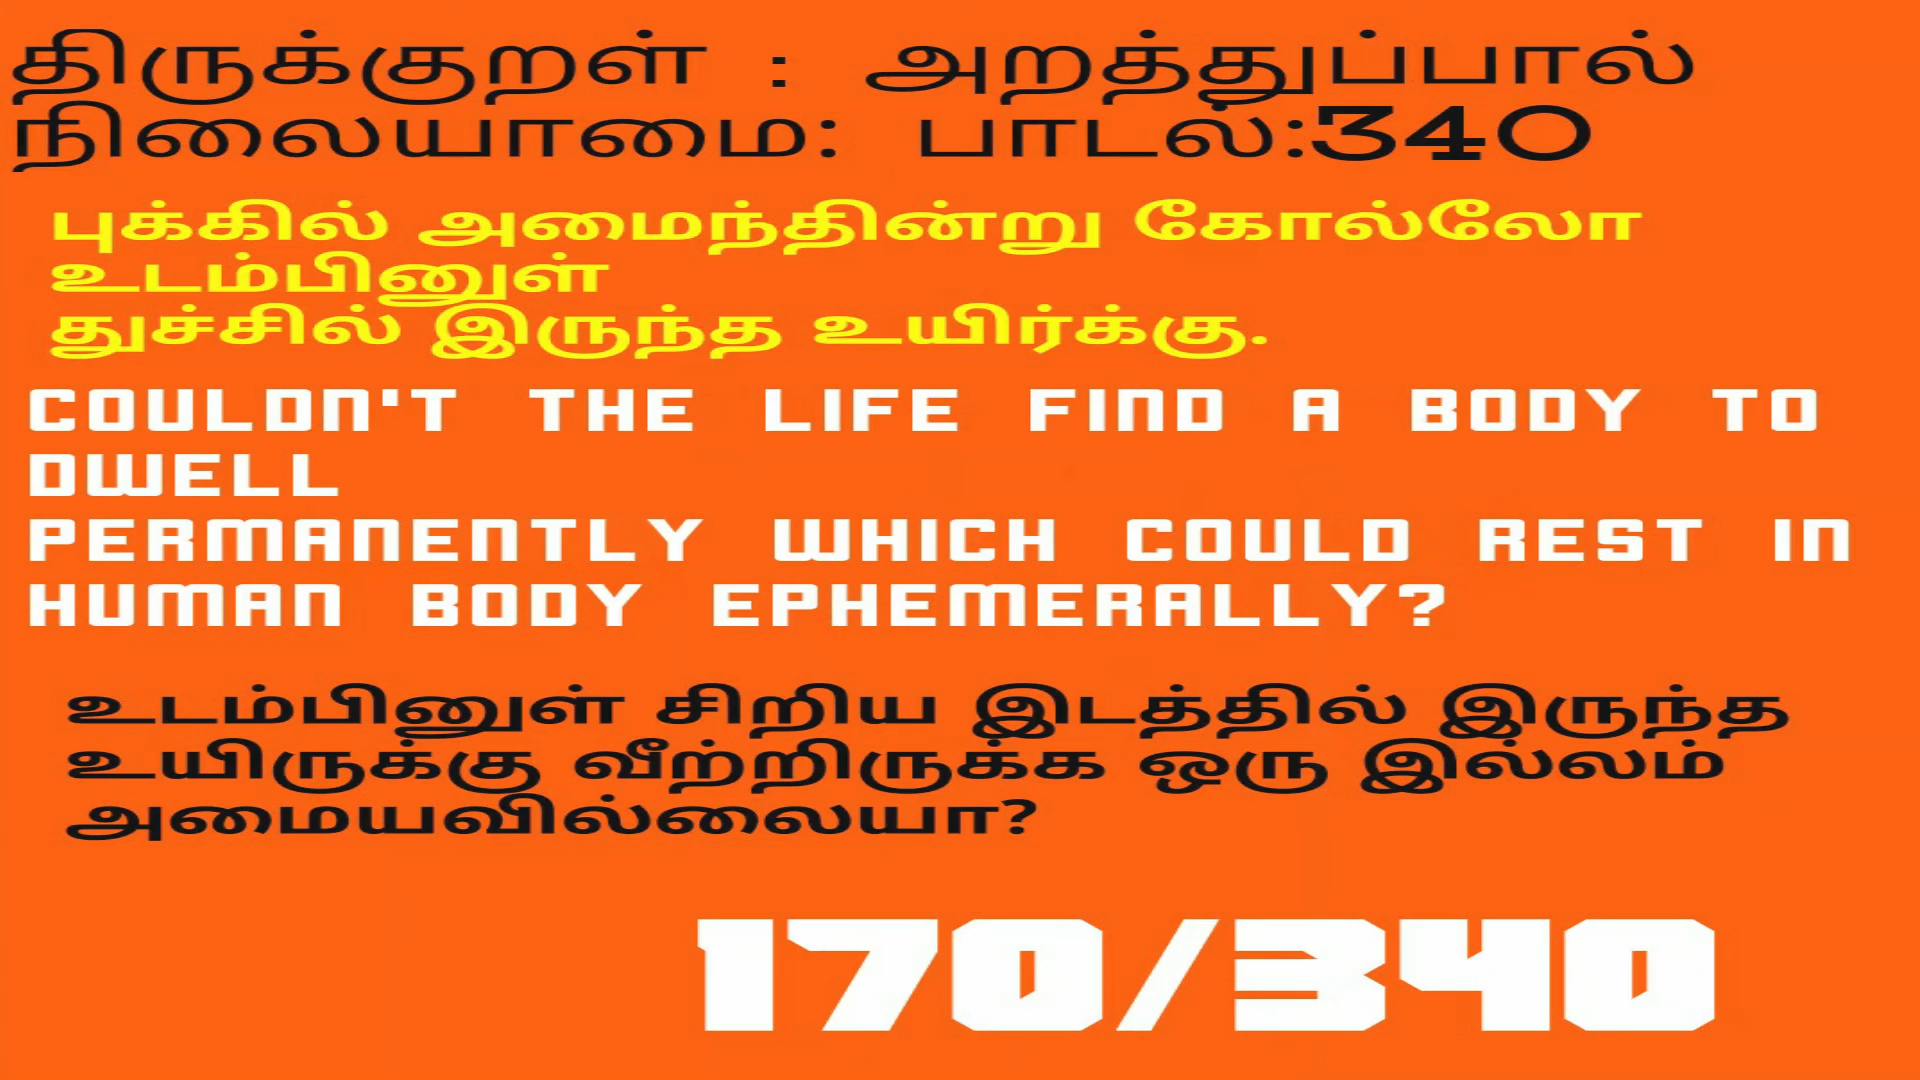 திருக்குறள் : அறத்துப்பால்
நிலையாமை: பாடல்:340
புக்கில் அமைந்தின்று கோல்லோ
உடம்பினுள்
துச்சில் இருந்த உயிர்க்கு.
COULDN'T THE LIFE FIND A BODY TO
DWELL
PERMANENTLY WHICH COULD REST IN
HUMAN BODY EPHEMERALLY?
உடம்பினுள் சிறிய இடத்தில் இருந்த
உயிருக்கு வீற்றிருக்க ஒரு இல்லம்
அமையவில்லையா?
170/340